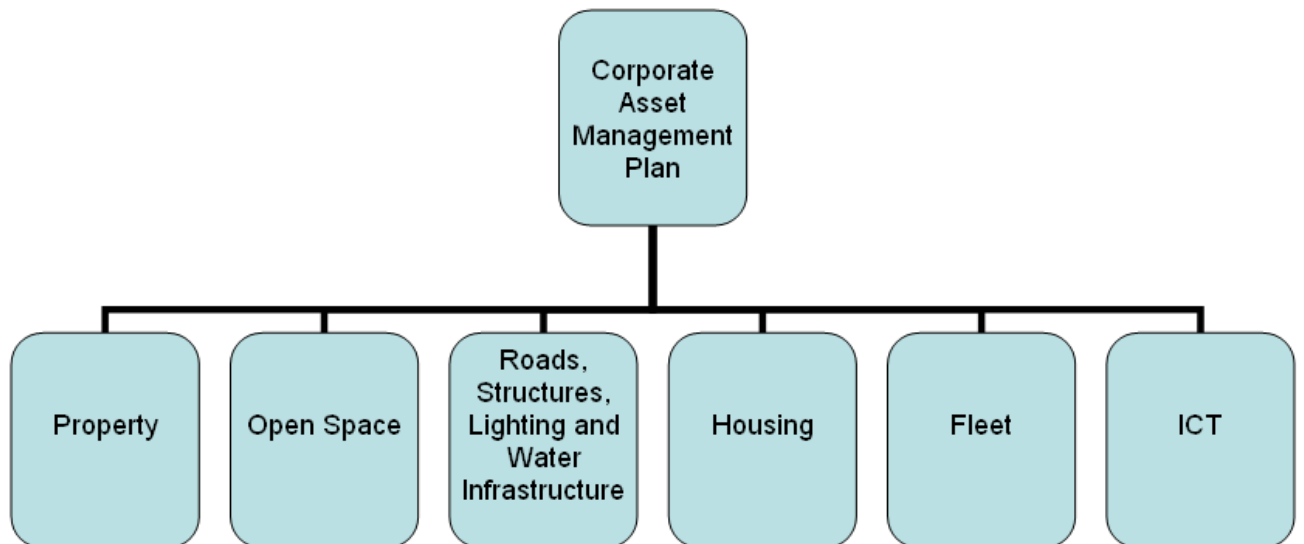 Corporate
Asset
Management
Plan
Property
Open Space
Roads,
Structures,
Lighting and
Water
Infrastructure
Housing
Fleet
ICT